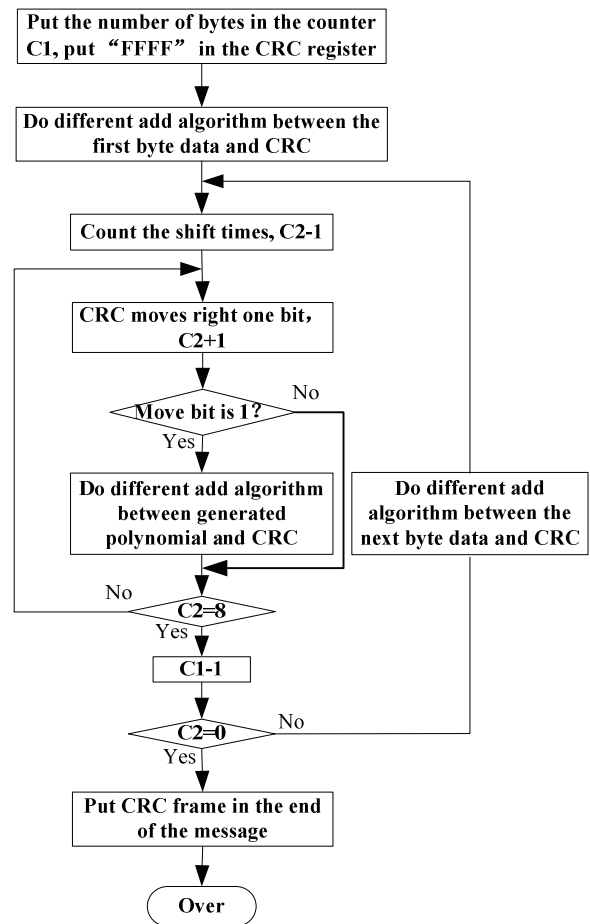 Put the number of bytes in the counter
C1, put “FFFF” in the CRC register
Do different add algorithm between the
first byte data and CRC
Count the shift times, C2-1
CRC moves right one bit，
C2+1
No
Move bit is 1？
Yes
Do different add algorithm
between generated
polynomial and CRC
Do different add
algorithm between the
next byte data and CRC
No
C2=8
Yes
C1-1
C2=0
No
Yes
Put CRC frame in the end
of the message
Over